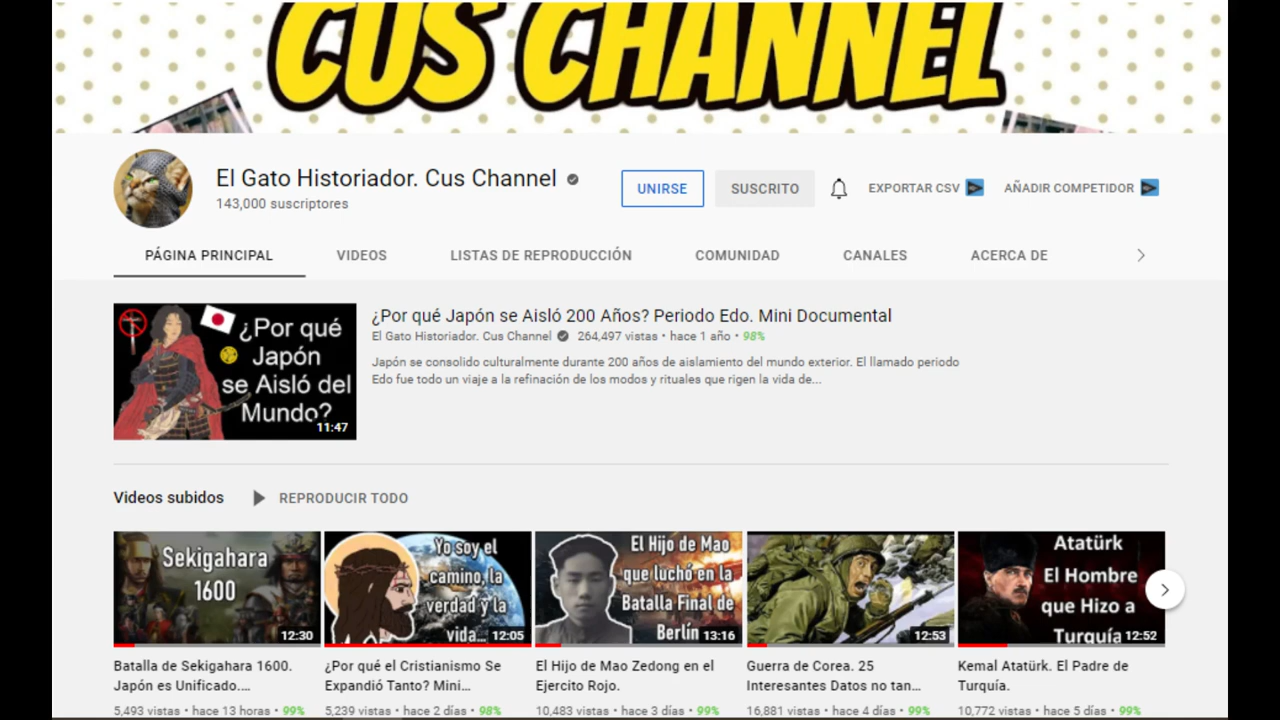 CUS CHANNEL
El Gato Historiador. Cus Channel
143,000 suscriptores
UNIRSE
SUSCRITO
EXPORTAR CSV
AÑADIR COMPETIDOR
PÁGINA PRINCIPAL
VIDEOS
LISTAS DE REPRODUCCIÓN
COMUNIDAD
CANALES
ACERCA DE
¿Por qué
Japón
se Aisló del
Mundo?
11:47
¿Por qué Japón se Aisló 200 Años? Periodo Edo. Mini Documental
El Gato Historiador. Cus Channel 264,497 vistas • hace 1 año • 98%
Japón se consolido culturalmente durante 200 años de aislamiento del mundo exterior. El llamado periodo
Edo fue todo un viaje a la refinación de los modos y rituales que rigen la vida de...
Videos subidos
REPRODUCIR TODO
Sekigahara
1600
12:30
Batalla de Sekigahara 1600.
Japón es Unificado....
5,493 vistas • hace 13 horas • 99%
Yo soy el
camino, la
verdad y la
vida...
12:05
¿Por qué el Cristianismo Se
Expandió Tanto? Mini...
5,239 vistas • hace 2 días • 98%
El Hijo de Mao
que luchó en la
Batalla Final de
Berlín
13:16
El Hijo de Mao Zedong en el
Ejercito Rojo.
10,483 vistas • hace 3 días • 99%
12:53
Guerra de Corea. 25
Interesantes Datos no tan...
16,881 vistas • hace 4 días • 99%
Atatürk
El Hombre
que Hizo a
Turquía
12:52
Kemal Atatürk. El Padre de
Turquía.
10,772 vistas • hace 5 días • 99%